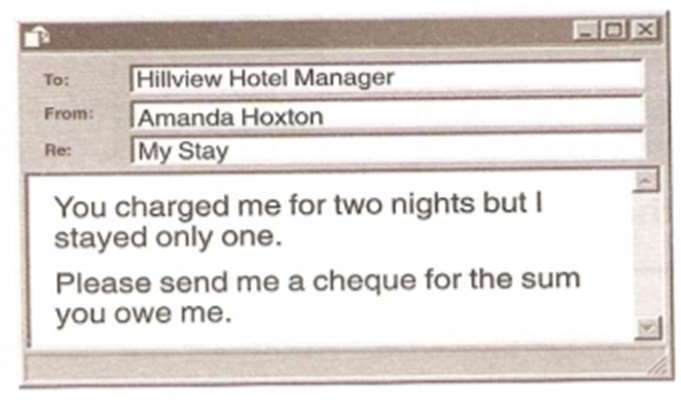 To: Hillview Hotel Manager
From: Amanda Hoxton
Re: My Stay
You charged me for two nights but I
stayed only one.
Please send me a cheque for the sum
you owe me.